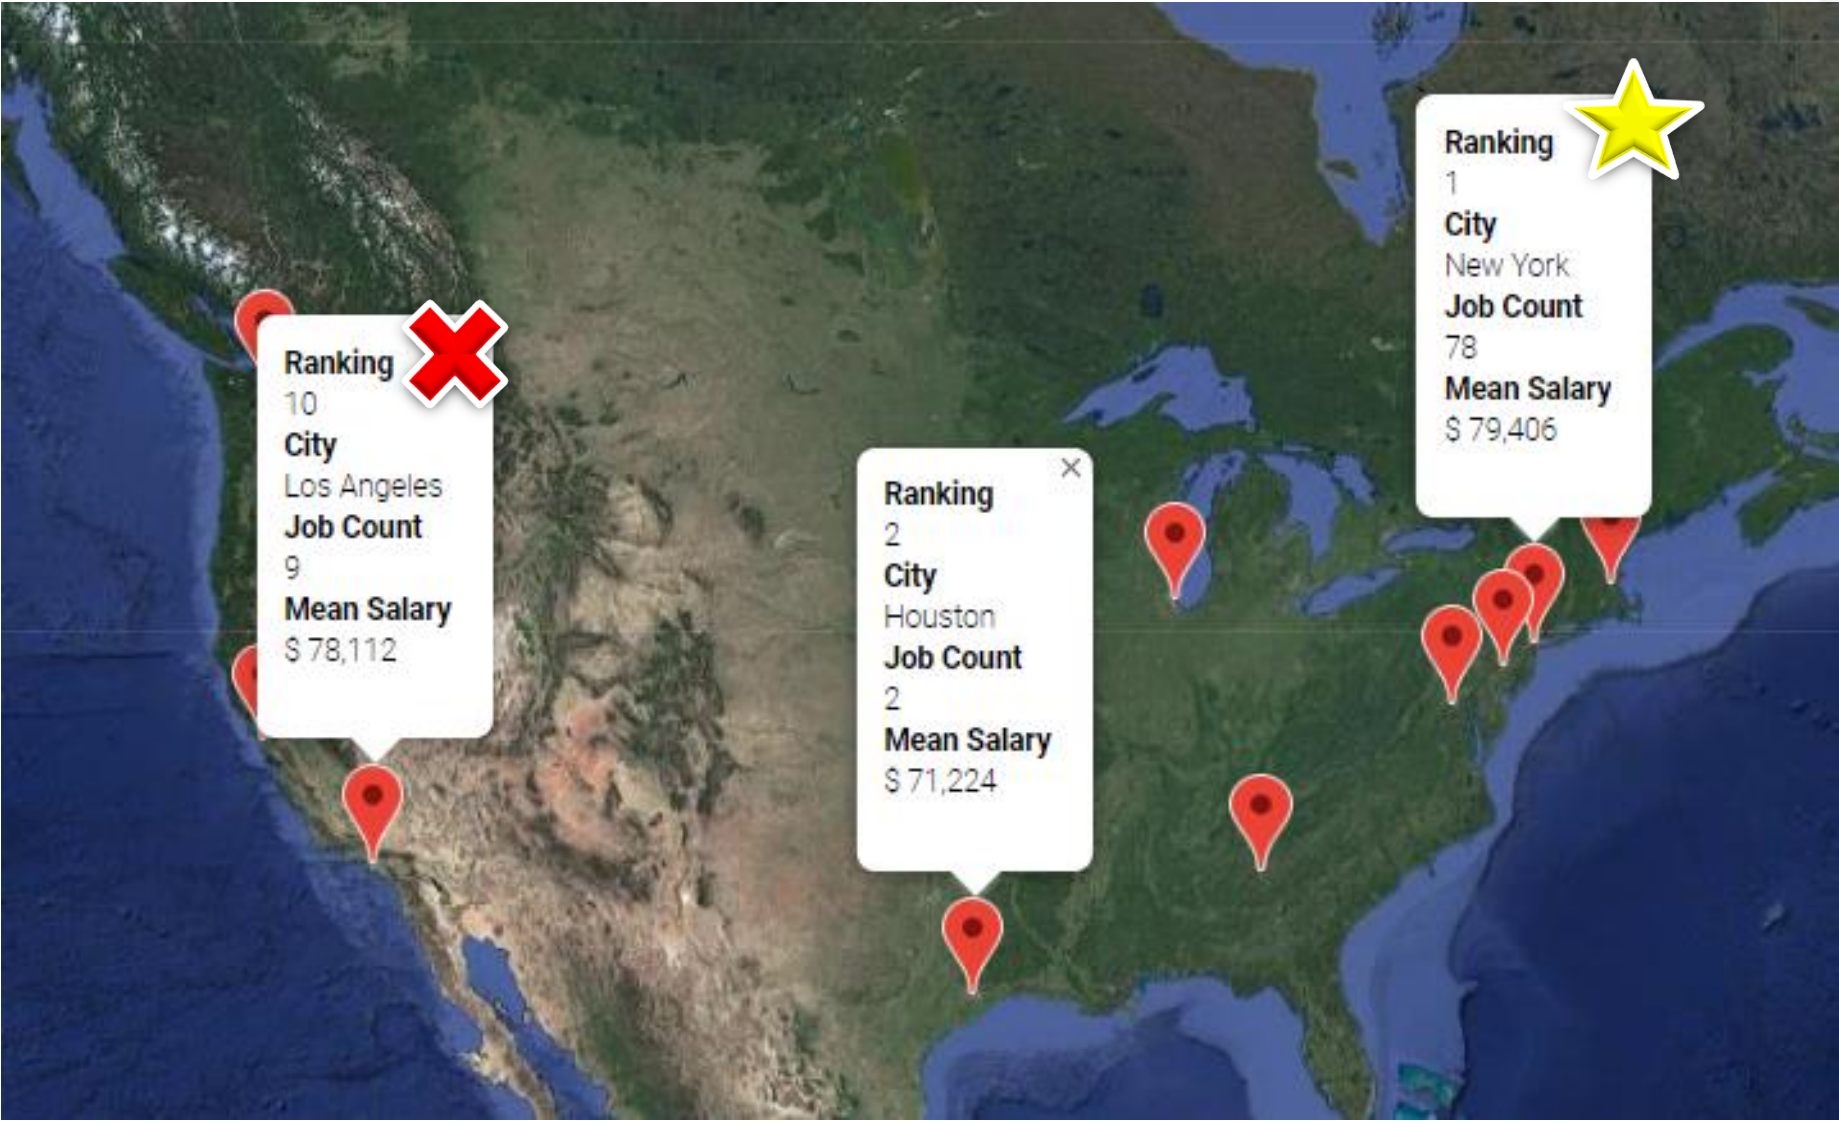 Ranking
10
City
Los Angeles
Job Count
9
Mean Salary
$ 78,112
Ranking
2
City
Houston
Job Count
2
Mean Salary
$ 71,224
Ranking
1
City
New York
Job Count
78
Mean Salary
$ 79,406